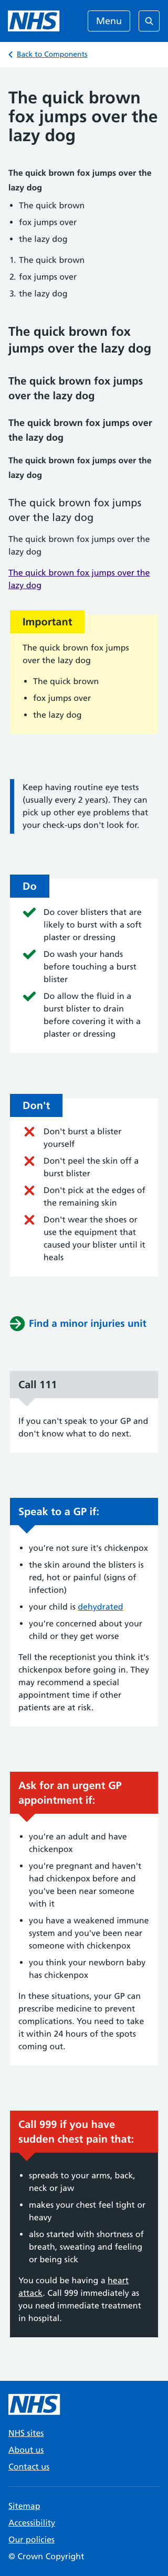 NHS
Menu
Back to Components
The quick brown
fox jumps over the
lazy dog
The quick brown fox jumps over the
lazy dog
• The quick brown
• fox jumps over
• the lazy dog
1. The quick brown
2. fox jumps over
3. the lazy dog
The quick brown fox
jumps over the lazy dog
The quick brown fox jumps
over the lazy dog
The quick brown fox jumps over
the lazy dog
The quick brown fox jumps over the
lazy dog
The quick brown fox jumps
over the lazy dog
The quick brown fox jumps over the
lazy dog
The quick brown fox jumps over the
lazy dog
Important
The quick brown fox jumps
over the lazy dog
• The quick brown
• fox jumps over
• the lazy dog
Keep having routine eye tests
(usually every 2 years). They can
pick up other eye problems that
your check-ups don't look for.
Do
Do cover blisters that are
likely to burst with a soft
plaster or dressing
Do wash your hands
before touching a burst
blister
Do allow the fluid in a
burst blister to drain
before covering it with a
plaster or dressing
Don't
Don't burst a blister
yourself
Don't peel the skin off a
burst blister
Don't pick at the edges of
the remaining skin
Don't wear the shoes or
use the equipment that
caused your blister until it
heals
Find a minor injuries unit
Call 111
If you can't speak to your GP and
don't know what to do next.
Speak to a GP if:
• you're not sure it's chickenpox
• the skin around the blisters is
red, hot or painful (signs of
infection)
• your child is dehydrated
• you're concerned about your
child or they get worse
Tell the receptionist you think it's
chickenpox before going in. They
may recommend a special
appointment time if other
patients are at risk.
Ask for an urgent GP
appointment if:
• you're an adult and have
chickenpox
• you're pregnant and haven't
had chickenpox before and
you've been near someone
with it
• you have a weakened immune
system and you've been near
someone with chickenpox
• you think your newborn baby
has chickenpox
In these situations, your GP can
prescribe medicine to prevent
complications. You need to take
it within 24 hours of the spots
coming out.
Call 999 if you have
sudden chest pain that:
• spreads to your arms, back,
neck or jaw
• makes your chest feel tight or
heavy
• also started with shortness of
breath, sweating and feeling
or being sick
You could be having a heart
attack. Call 999 immediately as
you need immediate treatment
in hospital.
NHS
NHS sites
About us
Contact us
Sitemap
Accessibility
Our policies
© Crown Copyright